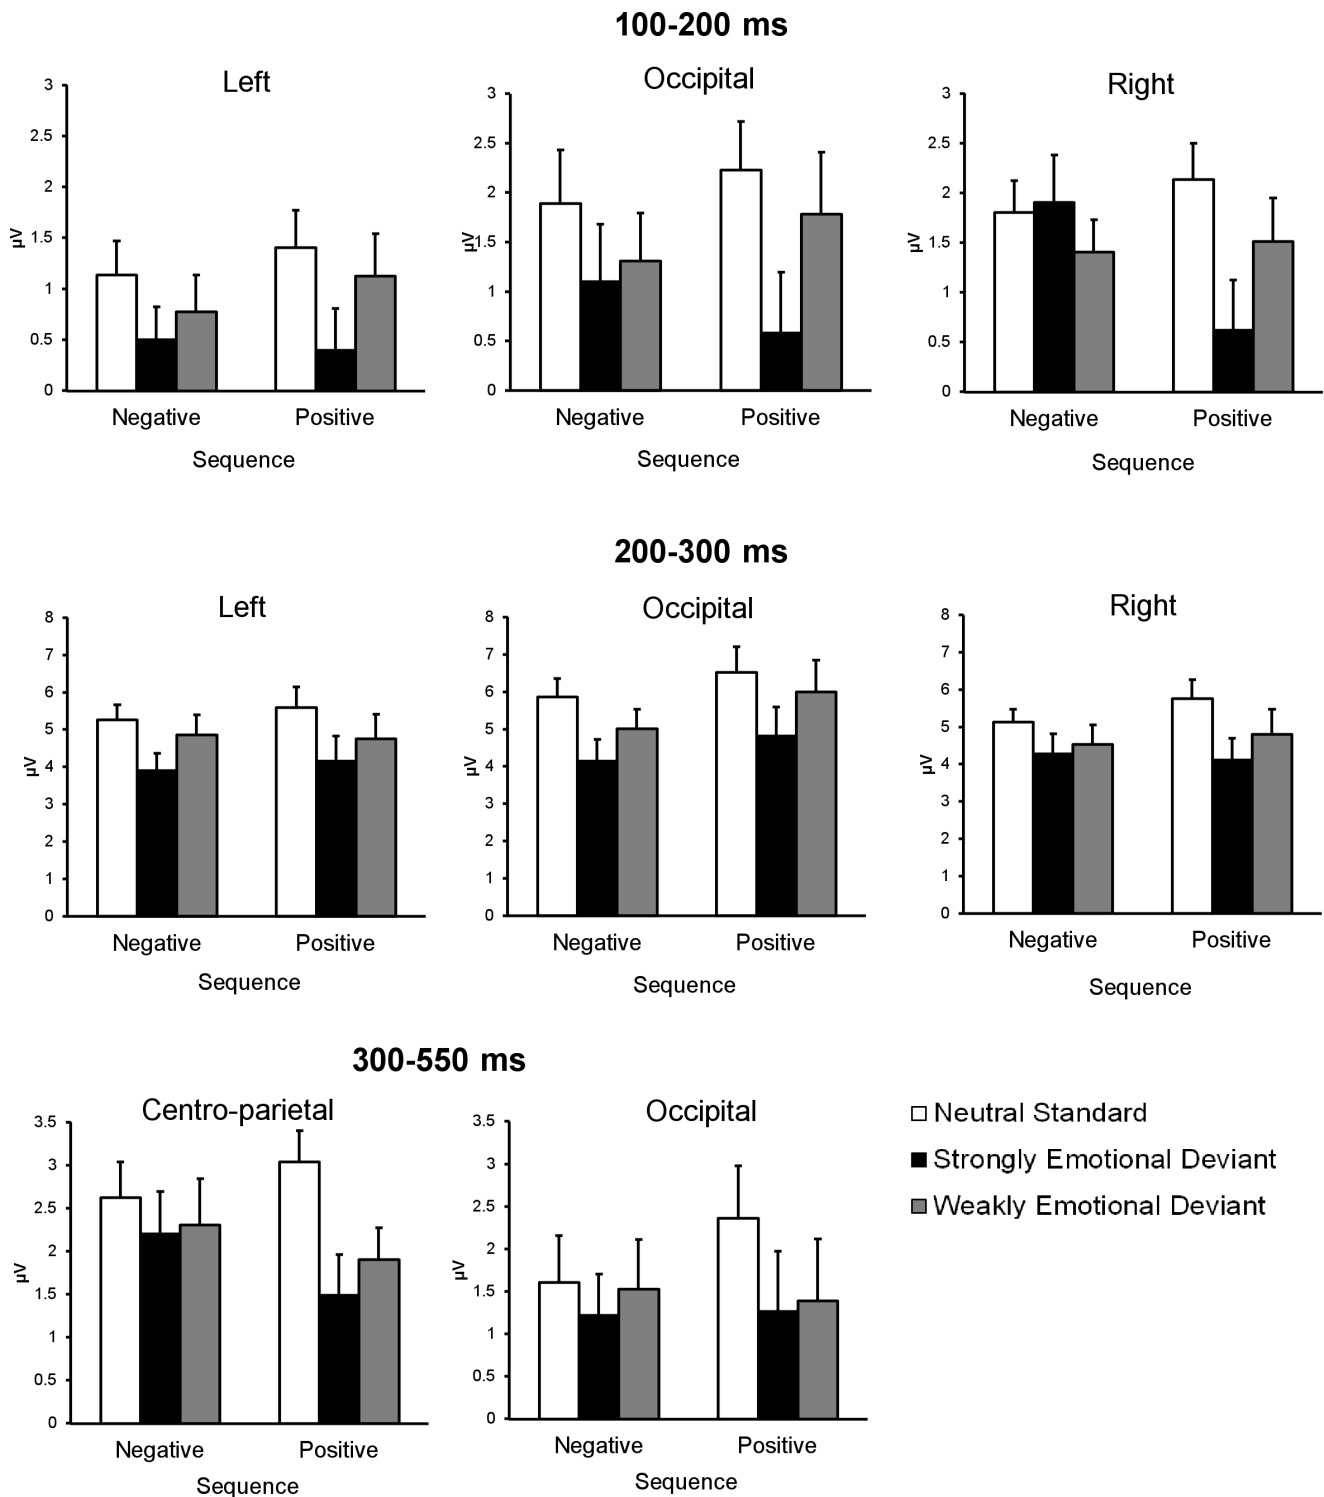 100-200 ms
Left
Occipital
Right
3
2.5
2
1.5
1
0.5
0
µV
Negative
Positive
Sequence
3
2.5
2
1.5
1
0.5
0
µV
Negative
Positive
Sequence
3
2.5
2
1.5
1
0.5
0
µV
Negative
Positive
Sequence
200-300 ms
Left
Occipital
Right
8
7
6
5
4
3
2
1
0
µV
Negative
Positive
Sequence
8
7
6
5
4
3
2
1
0
µV
Negative
Positive
Sequence
8
7
6
5
4
3
2
1
0
µV
Negative
Positive
Sequence
300-550 ms
Centro-parietal
Occipital
3.5
3
2.5
2
1.5
1
0.5
0
µV
Negative
Positive
Sequence
3.5
3
2.5
2
1.5
1
0.5
0
µV
Negative
Positive
Sequence
Neutral Standard
Strongly Emotional Deviant
Weakly Emotional Deviant